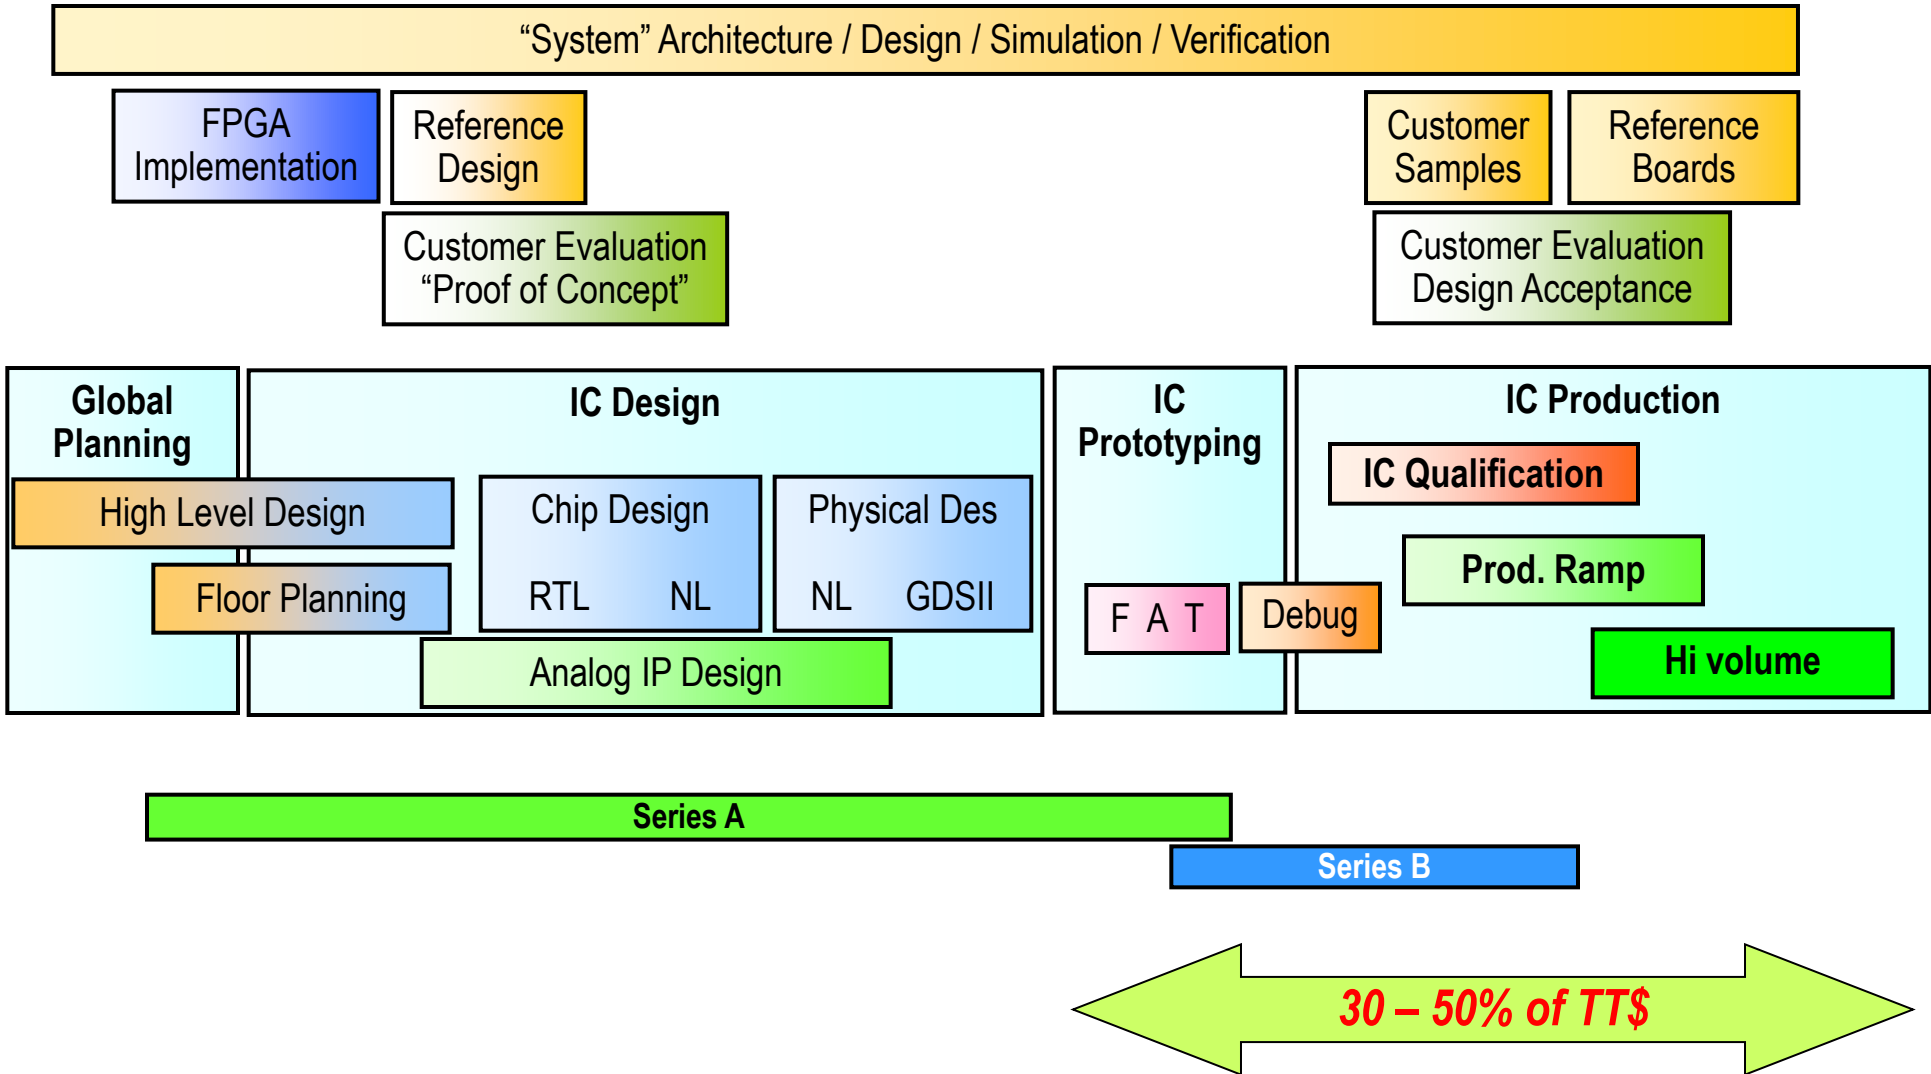 “System” Architecture / Design / Simulation / Verification
FPGA
Implementation
Reference
Design
Customer
Samples
Reference
Boards
Customer Evaluation
“Proof of Concept”
Customer Evaluation
Design Acceptance
Global
Planning
IC Design
IC
Prototyping
IC Production
High Level Design
Floor Planning
Chip Design
RTL NL
Physical Des
NL GDSII
Analog IP Design
F A T
Debug
IC Qualification
Prod. Ramp
Hi volume
Series A
Series B
30 – 50% of TT$